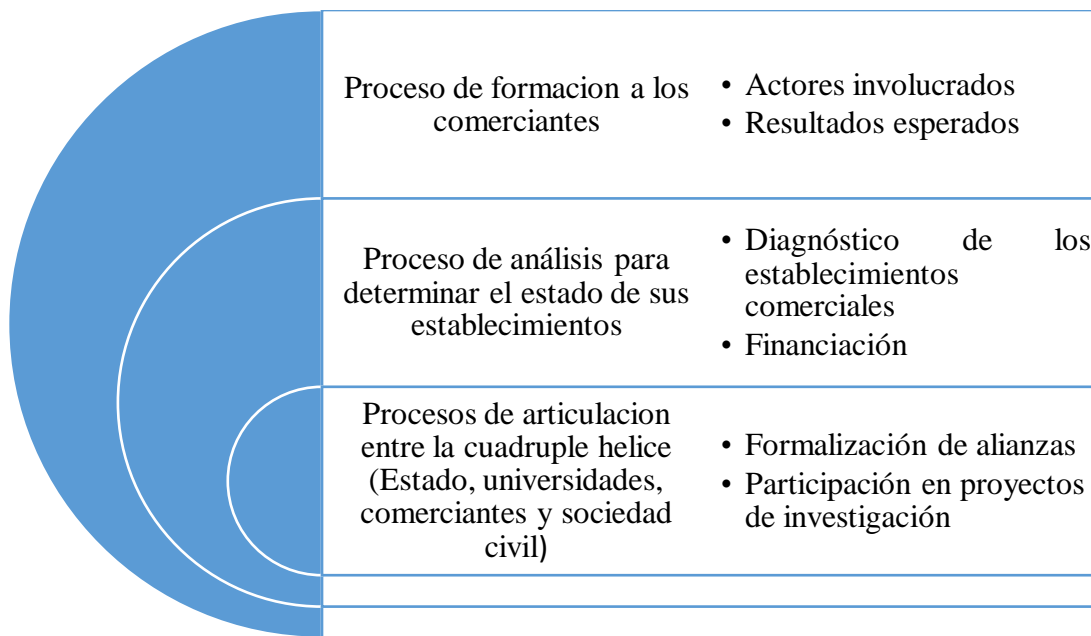 Proceso de formacion a los
comerciantes
• Actores involucrados
• Resultados esperados
Proceso de análisis para
determinar el estado de sus
establecimientos
• Diagnóstico de los
establecimientos
comerciales
• Financiación
Procesos de articulacion
entre la cuadruple helice
(Estado, universidades,
comerciantes y sociedad
civil)
• Formalización de alianzas
• Participación en proyectos
de investigación